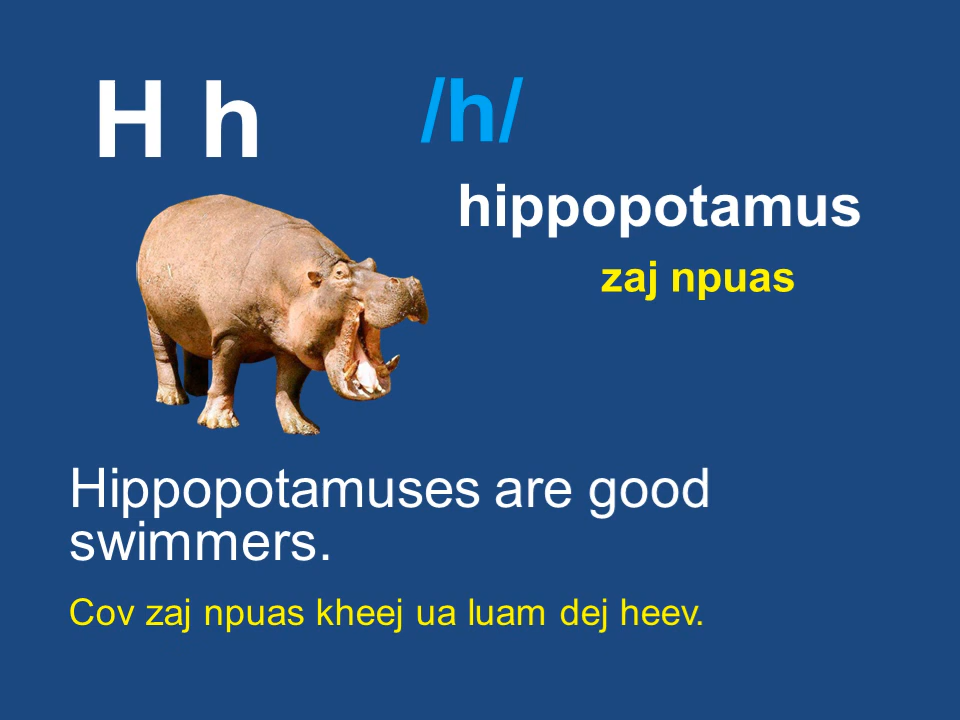 H h
/h/
hippopotamus
zaj npuas
Hippopotamuses are good
swimmers.
Cov zaj npuas kheej ua luam dej heev.